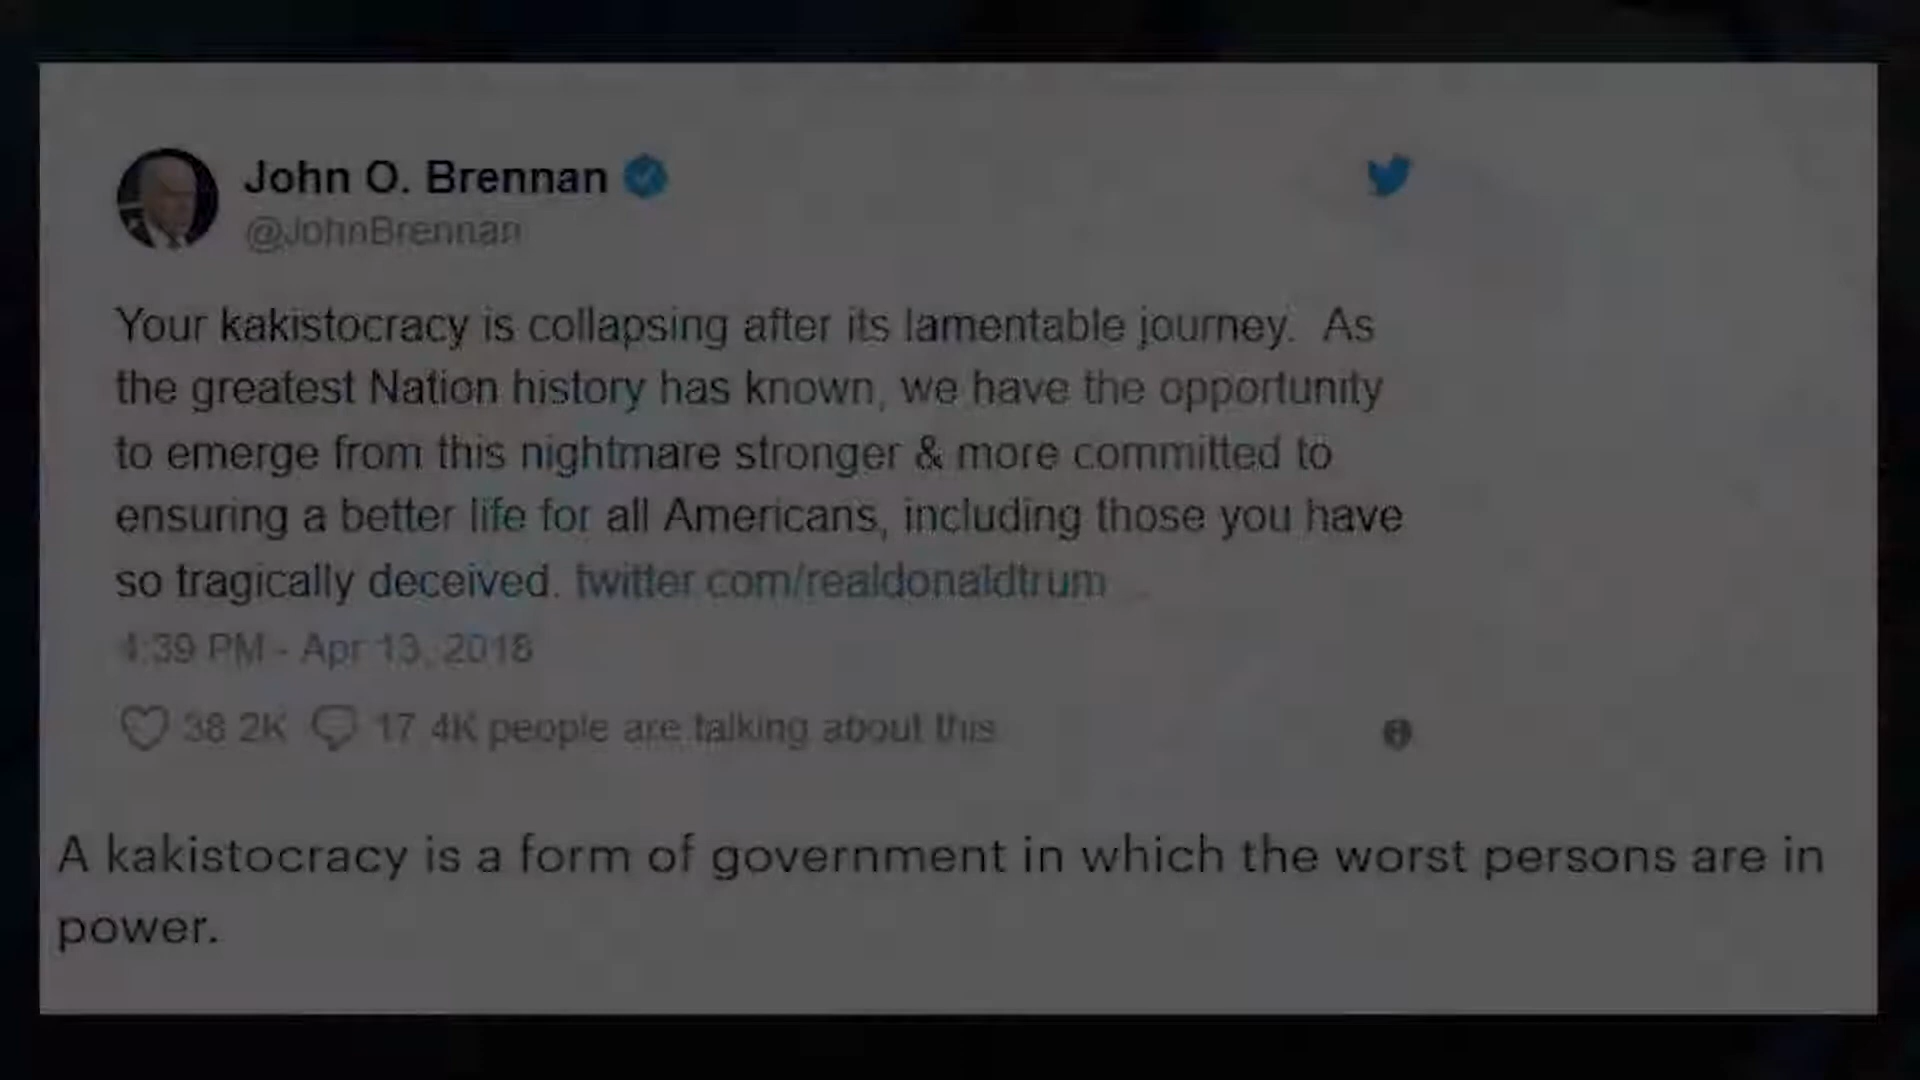 John O. Brennan
@JohnBrennan
Your kakistocracy is collapsing after its lamentable journey. As
the greatest Nation history has known, we have the opportunity
to emerge from this nightmare stronger & more committed to
ensuring a better life for all Americans, including those you have
so tragically deceived. twitter.com/realdonaldtrum
4:39 PM - Apr 13, 2018
38.2K 17.4K people are talking about this
A kakistocracy is a form of government in which the worst persons are in
power.